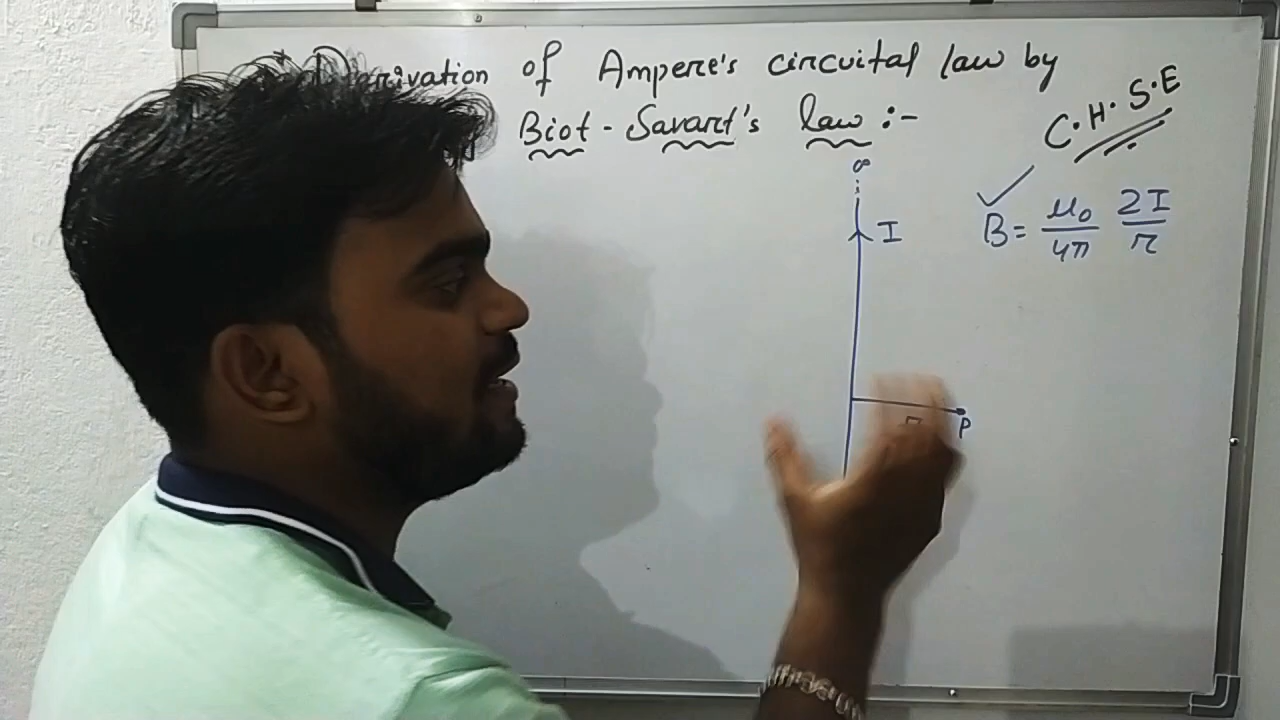 of Ampere's circuital law by
Biot-Savart's law :-
C.H.S.E
∞
I
B = μ₀/4π 2I/r
r
P